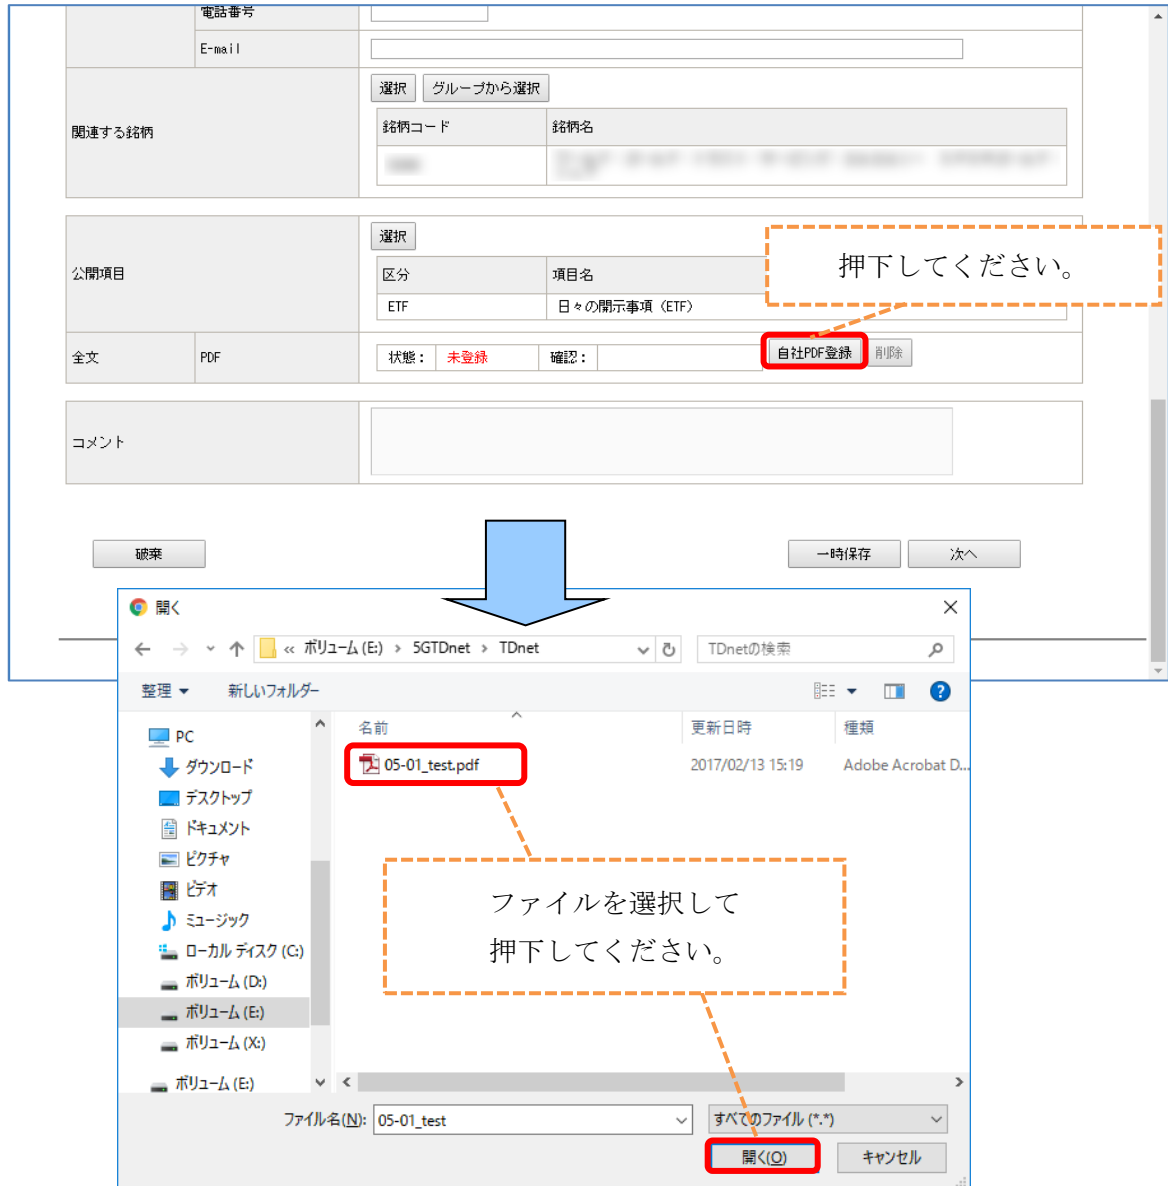 電話番号
E-mail
関連する銘柄
選択 グループから選択
銘柄コード 銘柄名
公開項目
選択
区分 項目名
ETF 日々の開示事項（ETF）
押下してください。
全文 PDF 状態： 未登録 確認： 自社PDF登録 削除
コメント
破棄 一時保存 次へ
開く
« ボリューム (E:) › 5GTDnet › TDnet TDnetの検索
整理 新しいフォルダー
名前 更新日時 種類
05-01_test.pdf 2017/02/13 15:19 Adobe Acrobat D...
PC
ダウンロード
デスクトップ
ドキュメント
ピクチャ
ビデオ
ミュージック
ローカル ディスク (C:)
ボリューム (D:)
ボリューム (E:)
ボリューム (X:)
ボリューム (E:)
ファイルを選択して
押下してください。
ファイル名(N): 05-01_test すべてのファイル (*.*)
開く(O) キャンセル